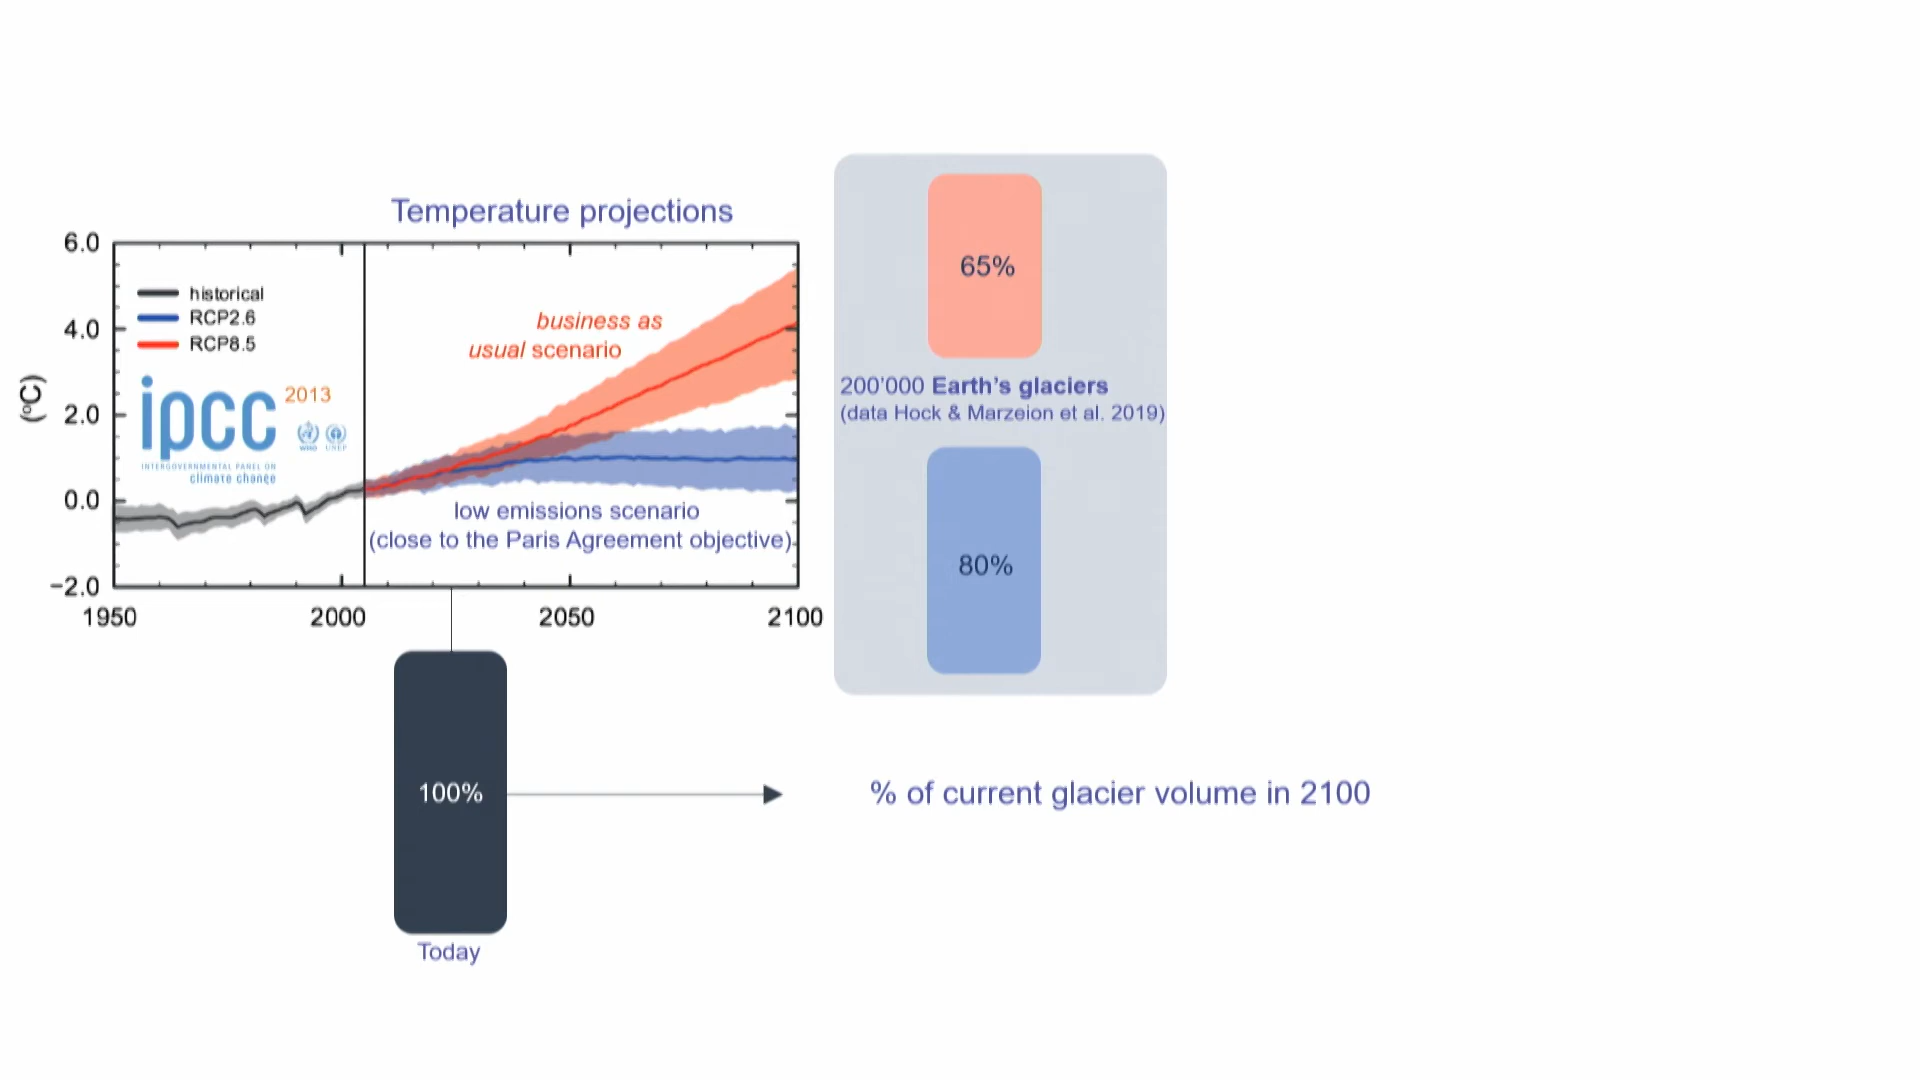 Temperature projections
6.0
4.0
2.0
0.0
−2.0
(°C)
historical
RCP2.6
RCP8.5
ipcc 2013
WMO UNEP
INTERGOVERNMENTAL PANEL ON
climate change
business as
usual scenario
low emissions scenario
(close to the Paris Agreement objective)
1950 2000 2050 2100
65%
200'000 Earth's glaciers
(data Hock & Marzeion et al. 2019)
80%
100%
% of current glacier volume in 2100
Today